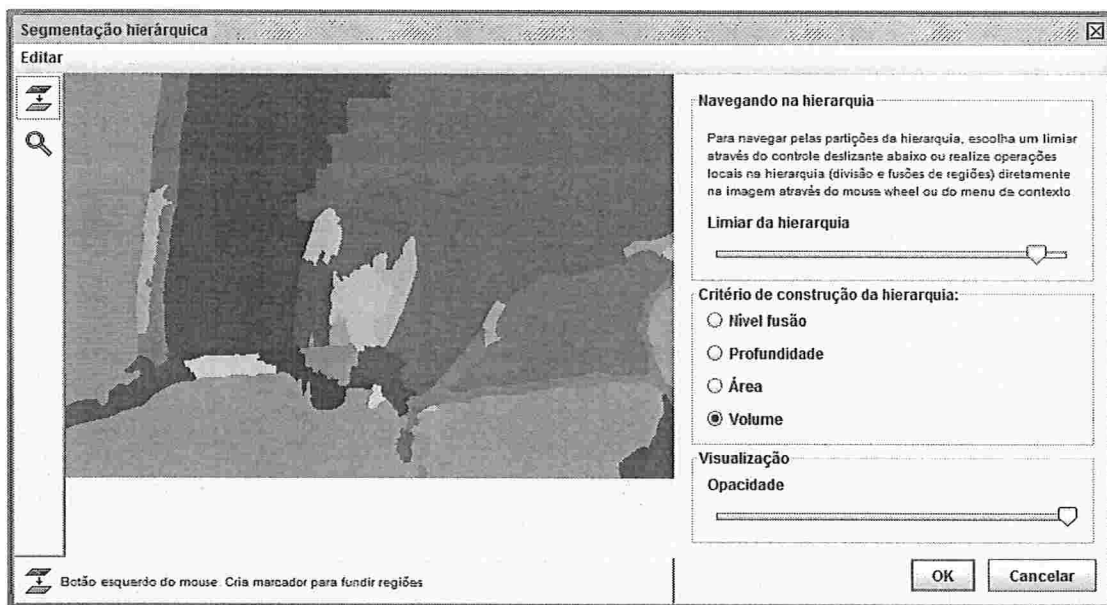 Segmentação hierárquica
Editar
Navegando na hierarquia
Para navegar pelas partições da hierarquia, escolha um limiar
através do controle deslizante abaixo ou realize operações
locais na hierarquia (divisão e fusões de regiões) diretamente
na imagem através do mouse wheel ou do menu de contexto
Limiar da hierarquia
Critério de construção da hierarquia:
Nível fusão
Profundidade
Área
Volume
Visualização
Opacidade
Botão esquerdo do mouse. Cria marcador para fundir regiões
OK
Cancelar